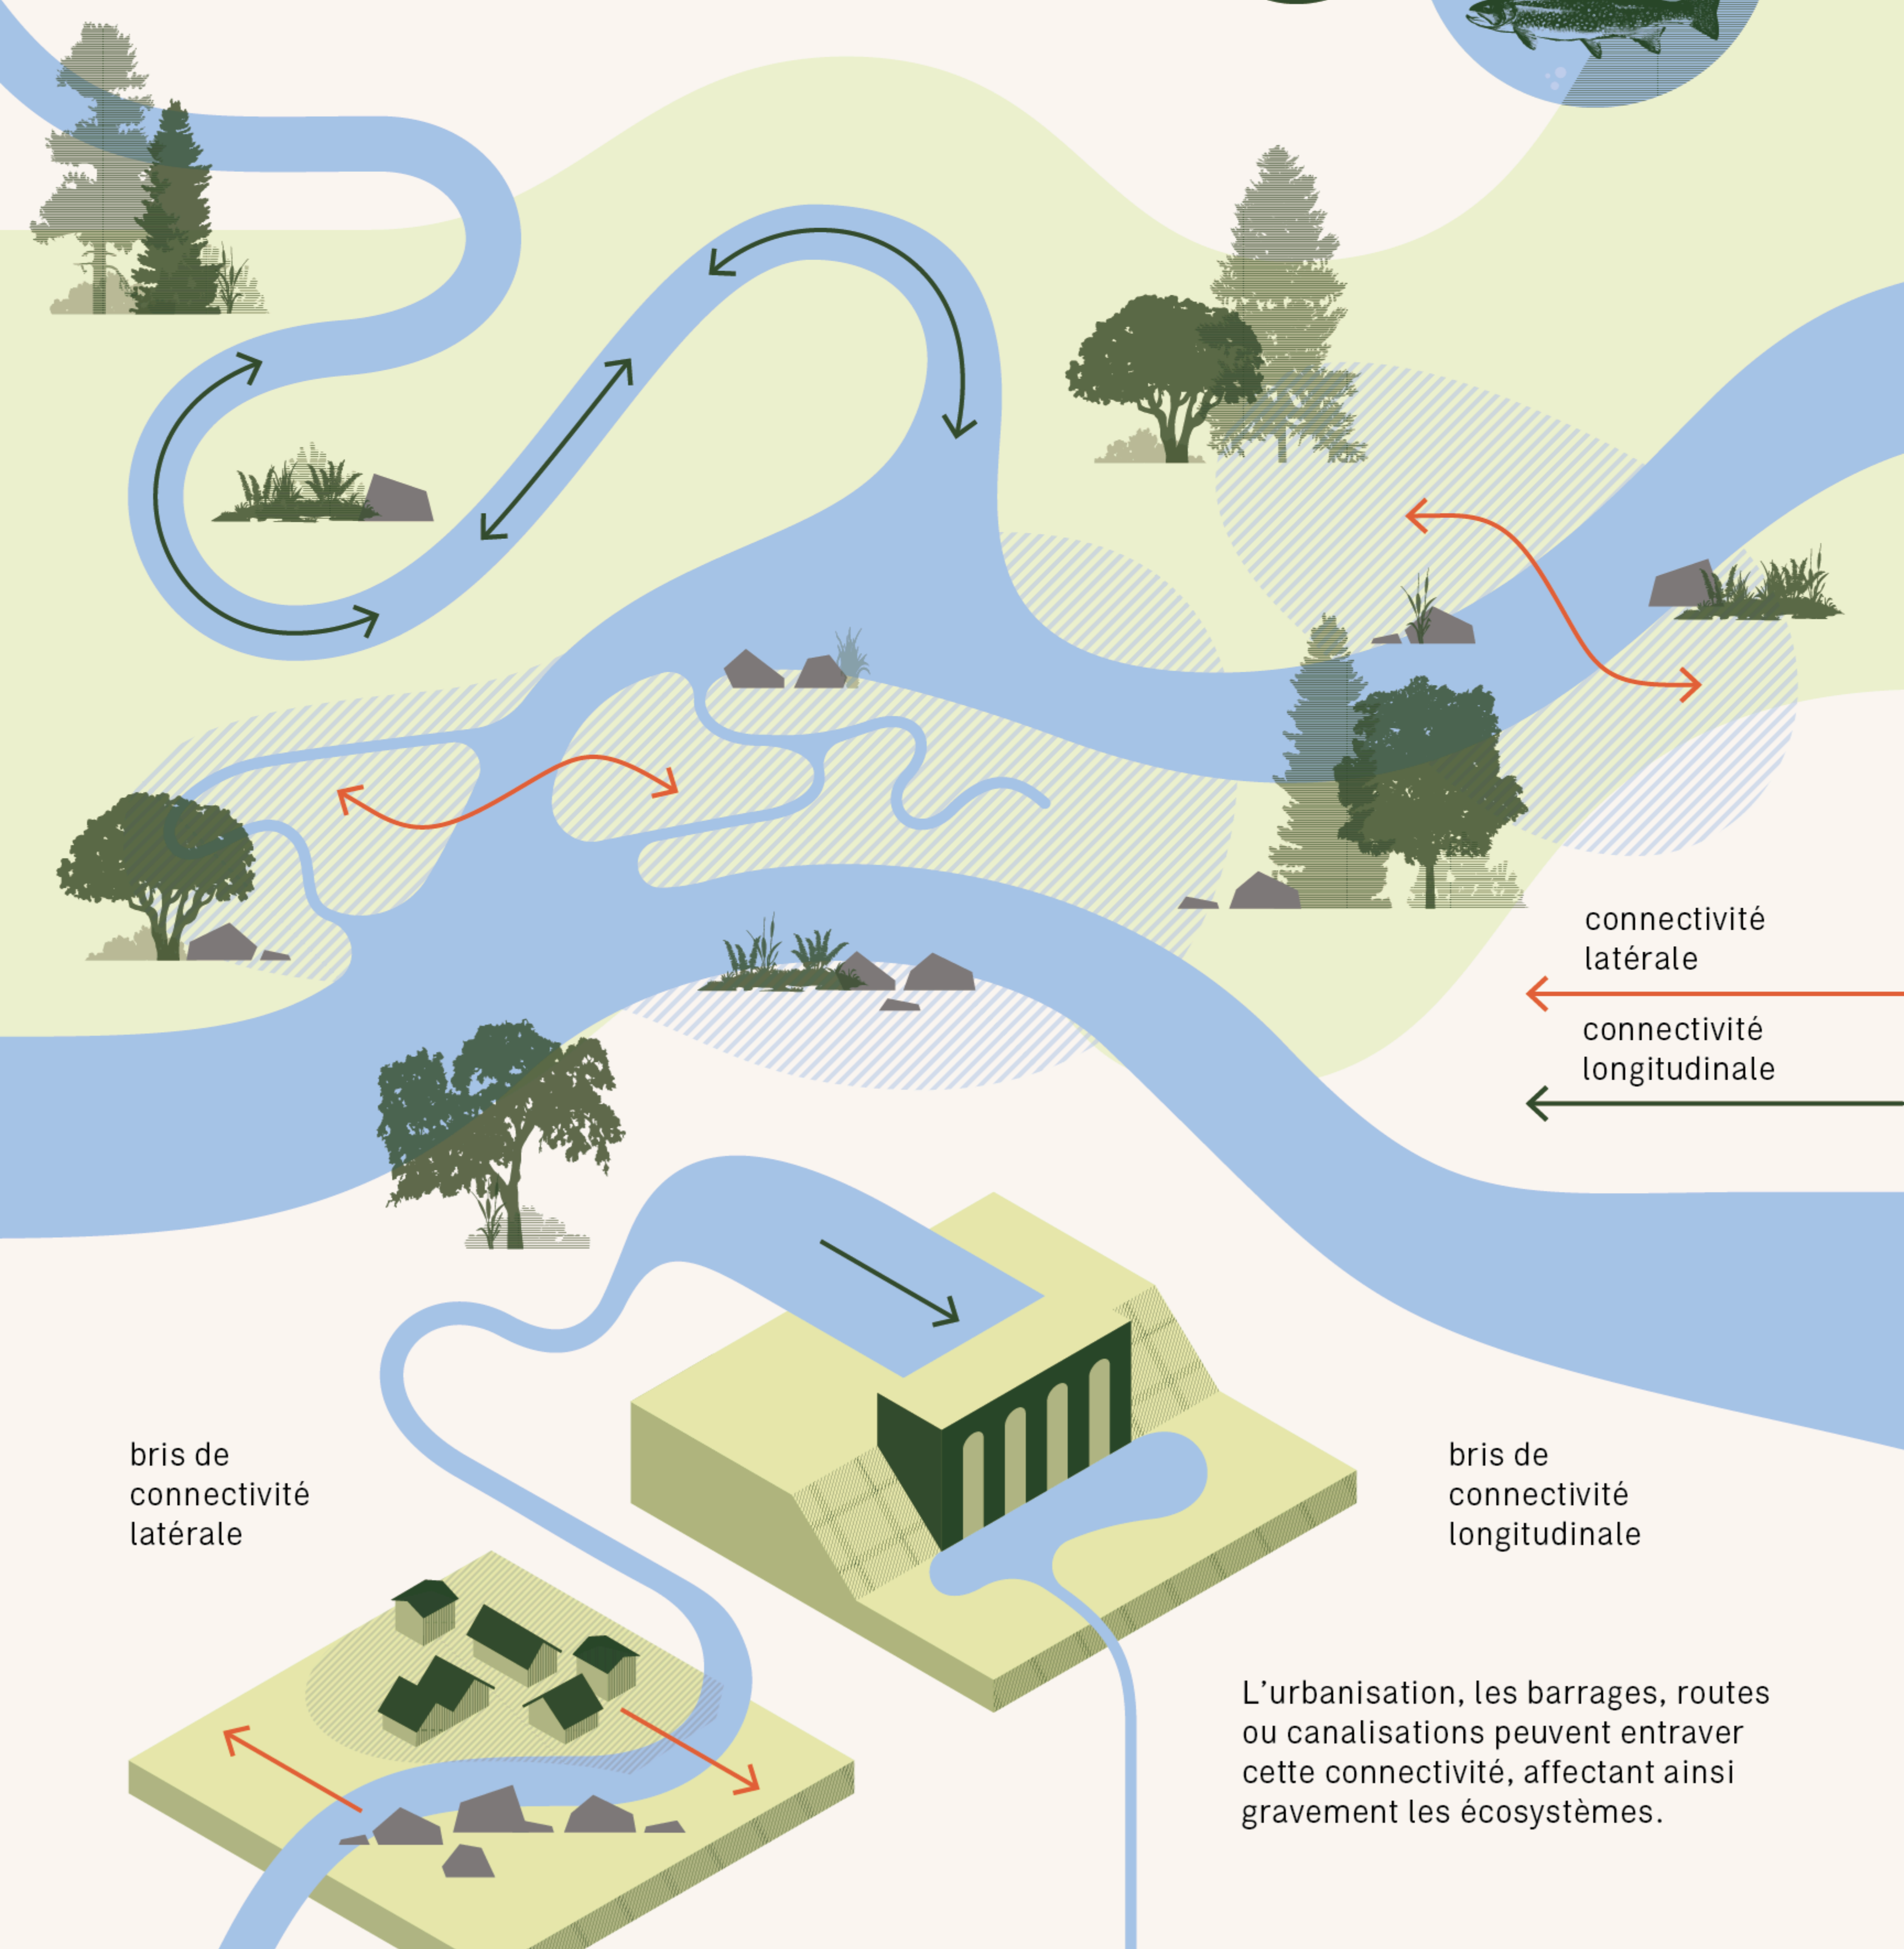 connectivité
latérale
connectivité
longitudinale
bris de
connectivité
latérale
bris de
connectivité
longitudinale
L’urbanisation, les barrages, routes
ou canalisations peuvent entraver
cette connectivité, affectant ainsi
gravement les écosystèmes.